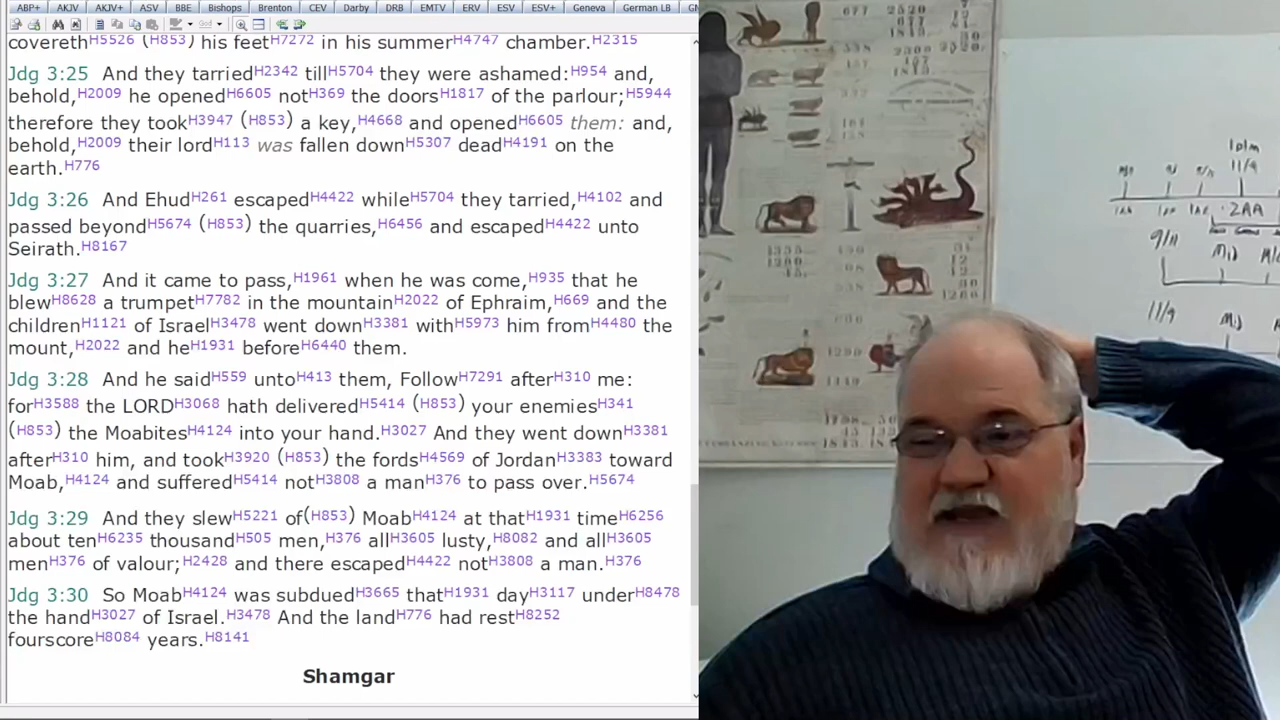 ABP+ AKJV AKJV+ ASV BBE Bishops Brenton CEV Darby DRB EMTV ERV ESV ESV+ Geneva German LB
covereth H5526 (H853) his feet H7272 in his summer H4747 chamber. H2315
Jdg 3:25 And they tarried H2342 till H5704 they were ashamed: H954 and,
behold, H2009 he opened H6605 not H369 the doors H1817 of the parlour; H5944
therefore they took H3947 (H853) a key, H4668 and opened H6605 them: and,
behold, H2009 their lord H113 was fallen down H5307 dead H4191 on the
earth. H776
Jdg 3:26 And Ehud H261 escaped H4422 while H5704 they tarried, H4102 and
passed beyond H5674 (H853) the quarries, H6456 and escaped H4422 unto
Seirath. H8167
Jdg 3:27 And it came to pass, H1961 when he was come, H935 that he
blew H8628 a trumpet H7782 in the mountain H2022 of Ephraim, H669 and the
children H1121 of Israel H3478 went down H3381 with H5973 him from H4480 the
mount, H2022 and he H1931 before H6440 them.
Jdg 3:28 And he said H559 unto H413 them, Follow H7291 after H310 me:
for H3588 the LORD H3068 hath delivered H5414 (H853) your enemies H341
(H853) the Moabites H4124 into your hand. H3027 And they went down H3381
after H310 him, and took H3920 (H853) the fords H4569 of Jordan H3383 toward
Moab, H4124 and suffered H5414 not H3808 a man H376 to pass over. H5674
Jdg 3:29 And they slew H5221 of (H853) Moab H4124 at that H1931 time H6256
about ten H6235 thousand H505 men, H376 all H3605 lusty, H8082 and all H3605
men H376 of valour; H2428 and there escaped H4422 not H3808 a man. H376
Jdg 3:30 So Moab H4124 was subdued H3665 that H1931 day H3117 under H8478
the hand H3027 of Israel. H3478 And the land H776 had rest H8252
fourscore H8084 years. H8141
Shamgar
677 2520
1335
1290
11/9
2AA
9/11
Mid
11/9
Mid